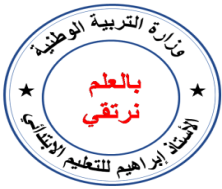 وزارة التربية الوطنية
بالعلم
نرتقي
الأستاذ إبراهيم للتعليم الابتدائي